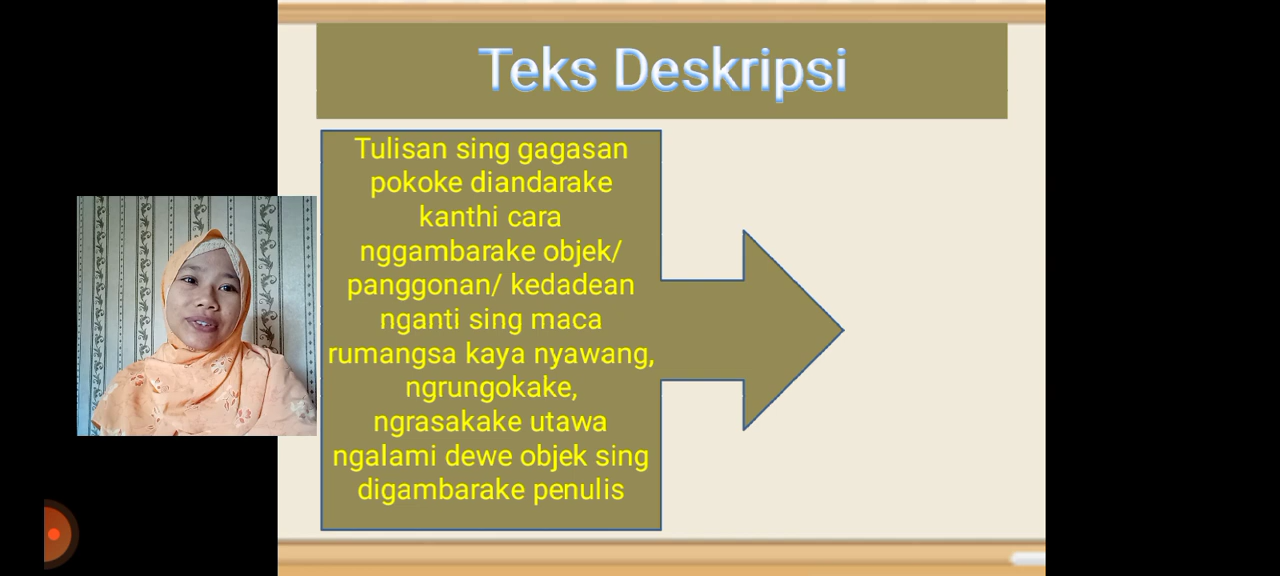 Teks Deskripsi
Tulisan sing gagasan
pokoke diandarake
kanthi cara
nggambarake objek/
panggonan/ kedadean
nganti sing maca
rumangsa kaya nyawang,
ngrungokake,
ngrasakake utawa
ngalami dewe objek sing
digambarake penulis